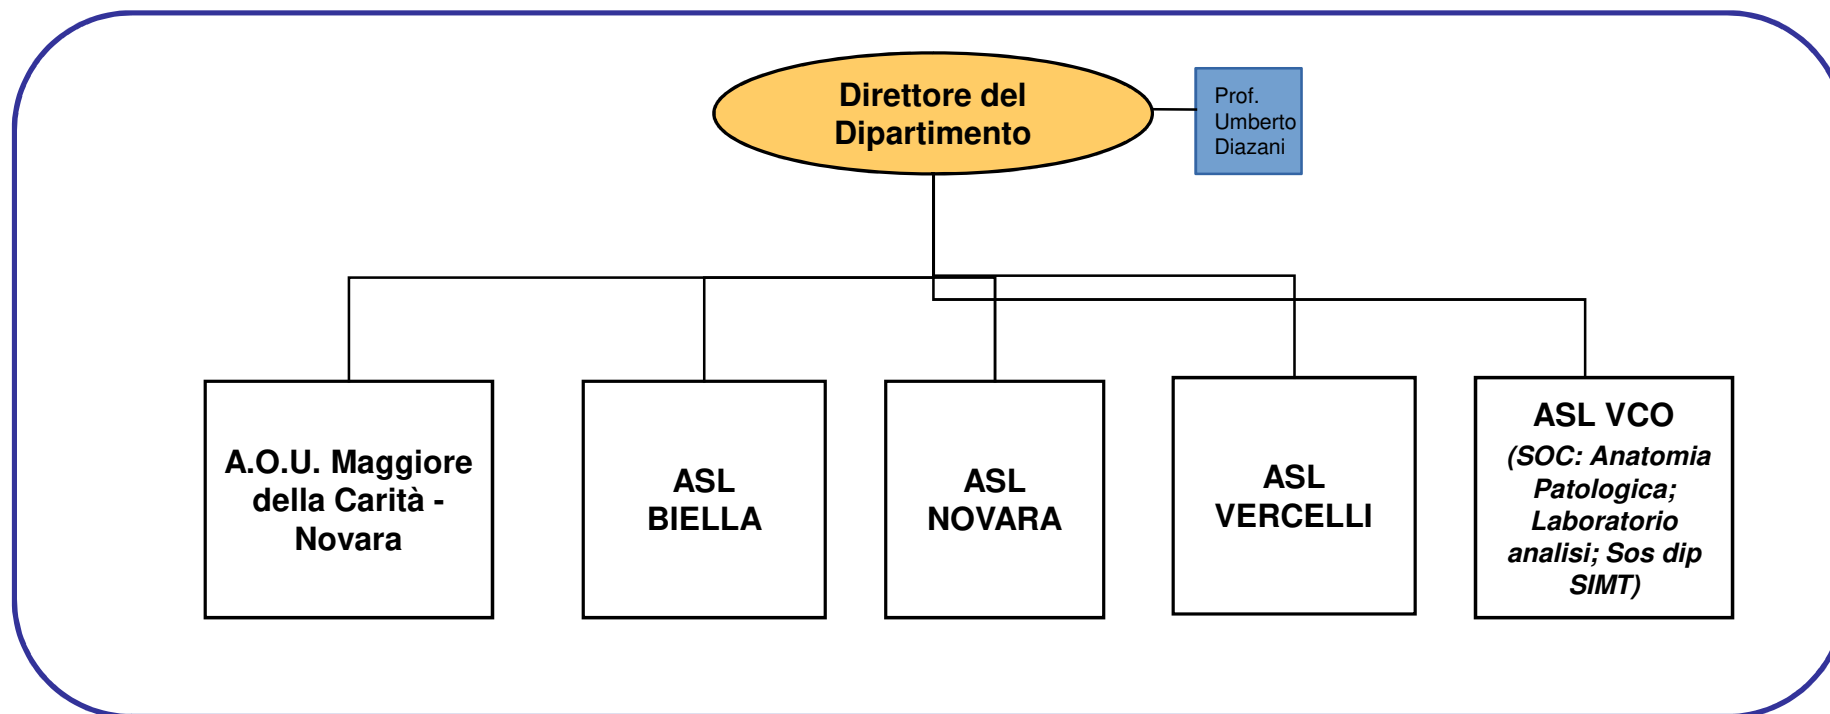 Direttore del
Dipartimento
Prof.
Umberto
Diazani
A.O.U. Maggiore
della Carità -
Novara
ASL
BIELLA
ASL
NOVARA
ASL
VERCELLI
ASL VCO
(SOC: Anatomia
Patologica;
Laboratorio
analisi; Sos dip
SIMT)